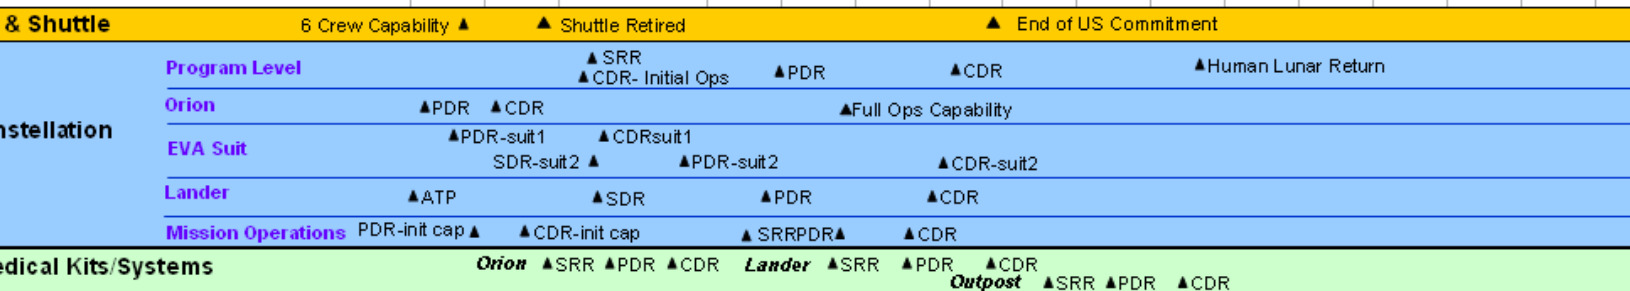 & Shuttle 6 Crew Capability ▲ ▲ Shuttle Retired ▲ End of US Commitment
Program Level ▲SRR
▲CDR- Initial Ops ▲PDR ▲CDR ▲Human Lunar Return
Orion ▲PDR ▲CDR ▲Full Ops Capability
nstellation
EVA Suit ▲PDR-suit1 ▲CDRsuit1
SDR-suit2 ▲ ▲PDR-suit2 ▲CDR-suit2
Lander ▲ATP ▲SDR ▲PDR ▲CDR
Mission Operations PDR-init cap▲ ▲CDR-init cap ▲ SRRPDR▲ ▲CDR
edical Kits/Systems Orion ▲SRR ▲PDR ▲CDR Lander ▲SRR ▲PDR ▲CDR
Outpost ▲SRR ▲PDR ▲CDR